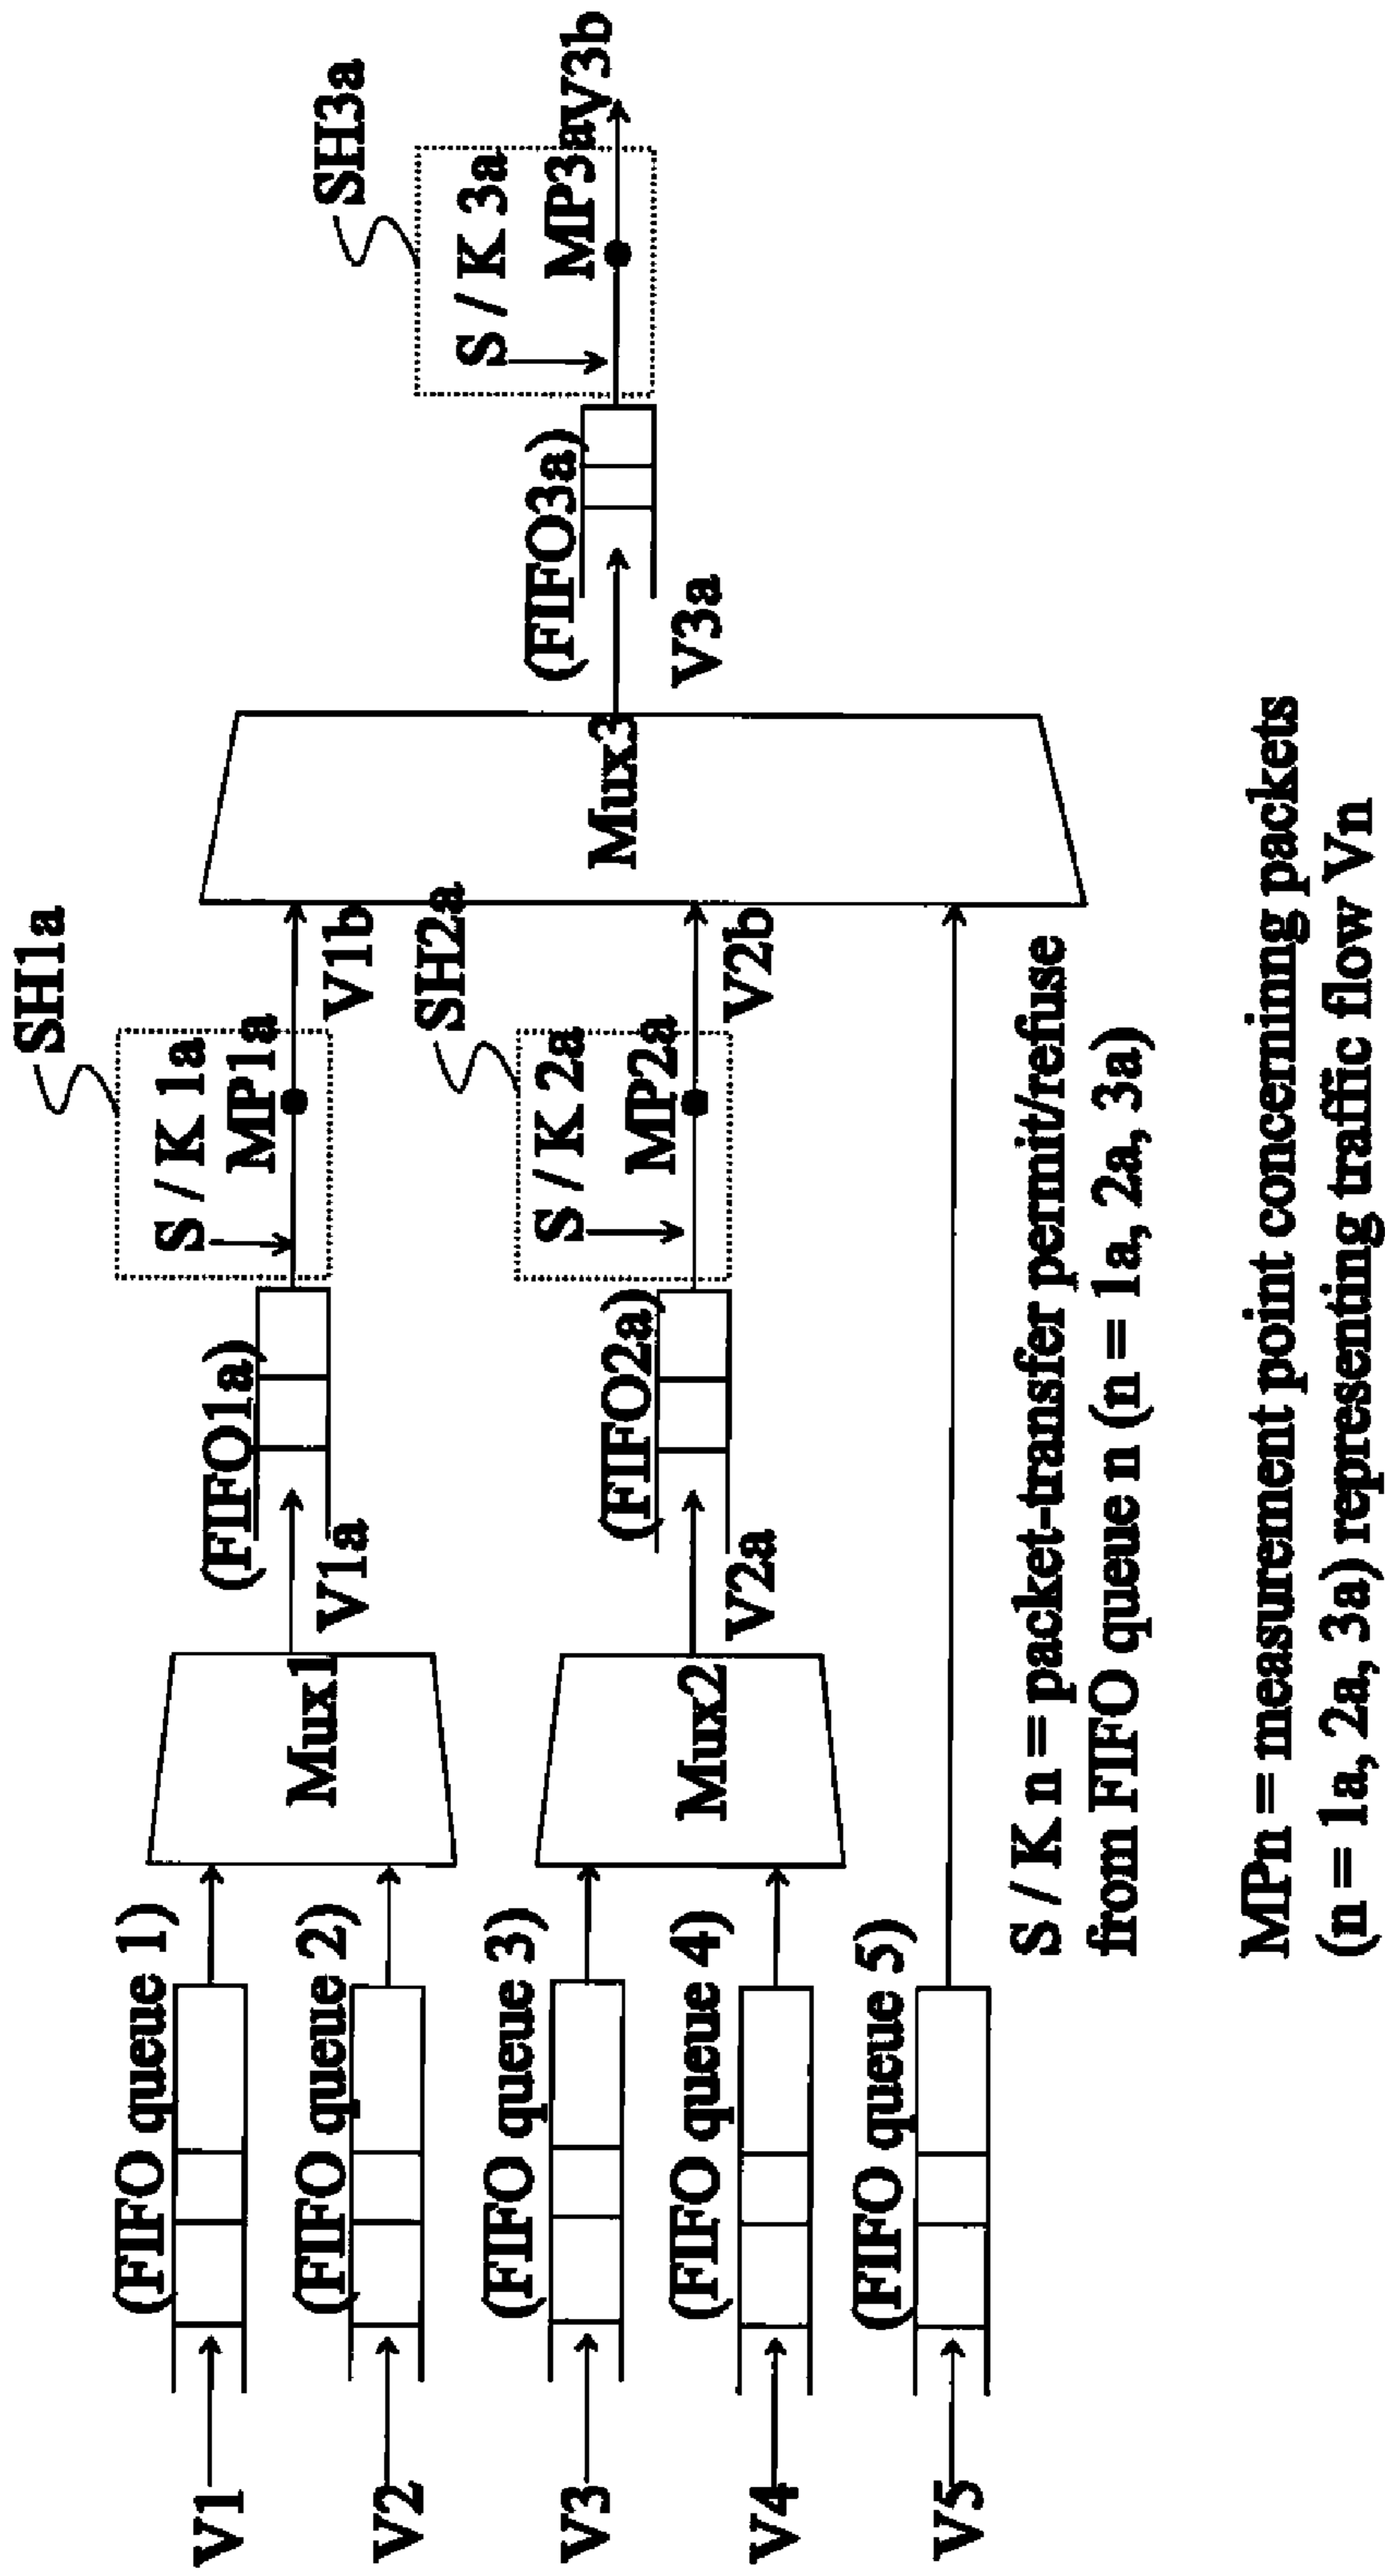 SH1a
S / K 1a
MP1a
(FIFO queue 1)
(FIFO1a)
V1
Mux1
V1a
V1b
(FIFO queue 2)
V2
SH3a
SH2a
S / K 3a
MP3a
V3b
(FIFO queue 3)
S / K 2a
MP2a
(FIFO3a)
V3
(FIFO2a)
Mux3
V3a
(FIFO queue 4)
Mux2
V2a
V2b
V4
(FIFO queue 5)
V5
S / K n = packet-transfer permit/refuse
from FIFO queue n (n = 1a, 2a, 3a)
MPn = measurement point concerning packets
(n = 1a, 2a, 3a) representing traffic flow Vn